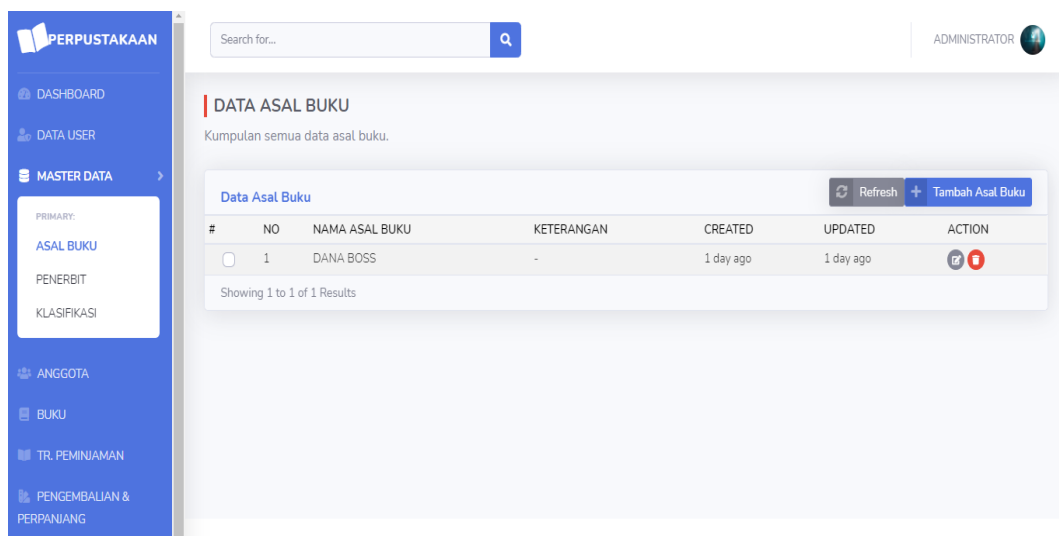 PERPUSTAKAAN
Search for...
ADMINISTRATOR
DASHBOARD
DATA USER
MASTER DATA
PRIMARY:
ASAL BUKU
PENERBIT
KLASIFIKASI
ANGGOTA
BUKU
TR. PEMINJAMAN
PENGEMBALIAN &
PERPANJANG
DATA ASAL BUKU
Kumpulan semua data asal buku.
Data Asal Buku
Refresh
+ Tambah Asal Buku
# NO NAMA ASAL BUKU KETERANGAN CREATED UPDATED ACTION
1 DANA BOSS - 1 day ago 1 day ago
Showing 1 to 1 of 1 Results